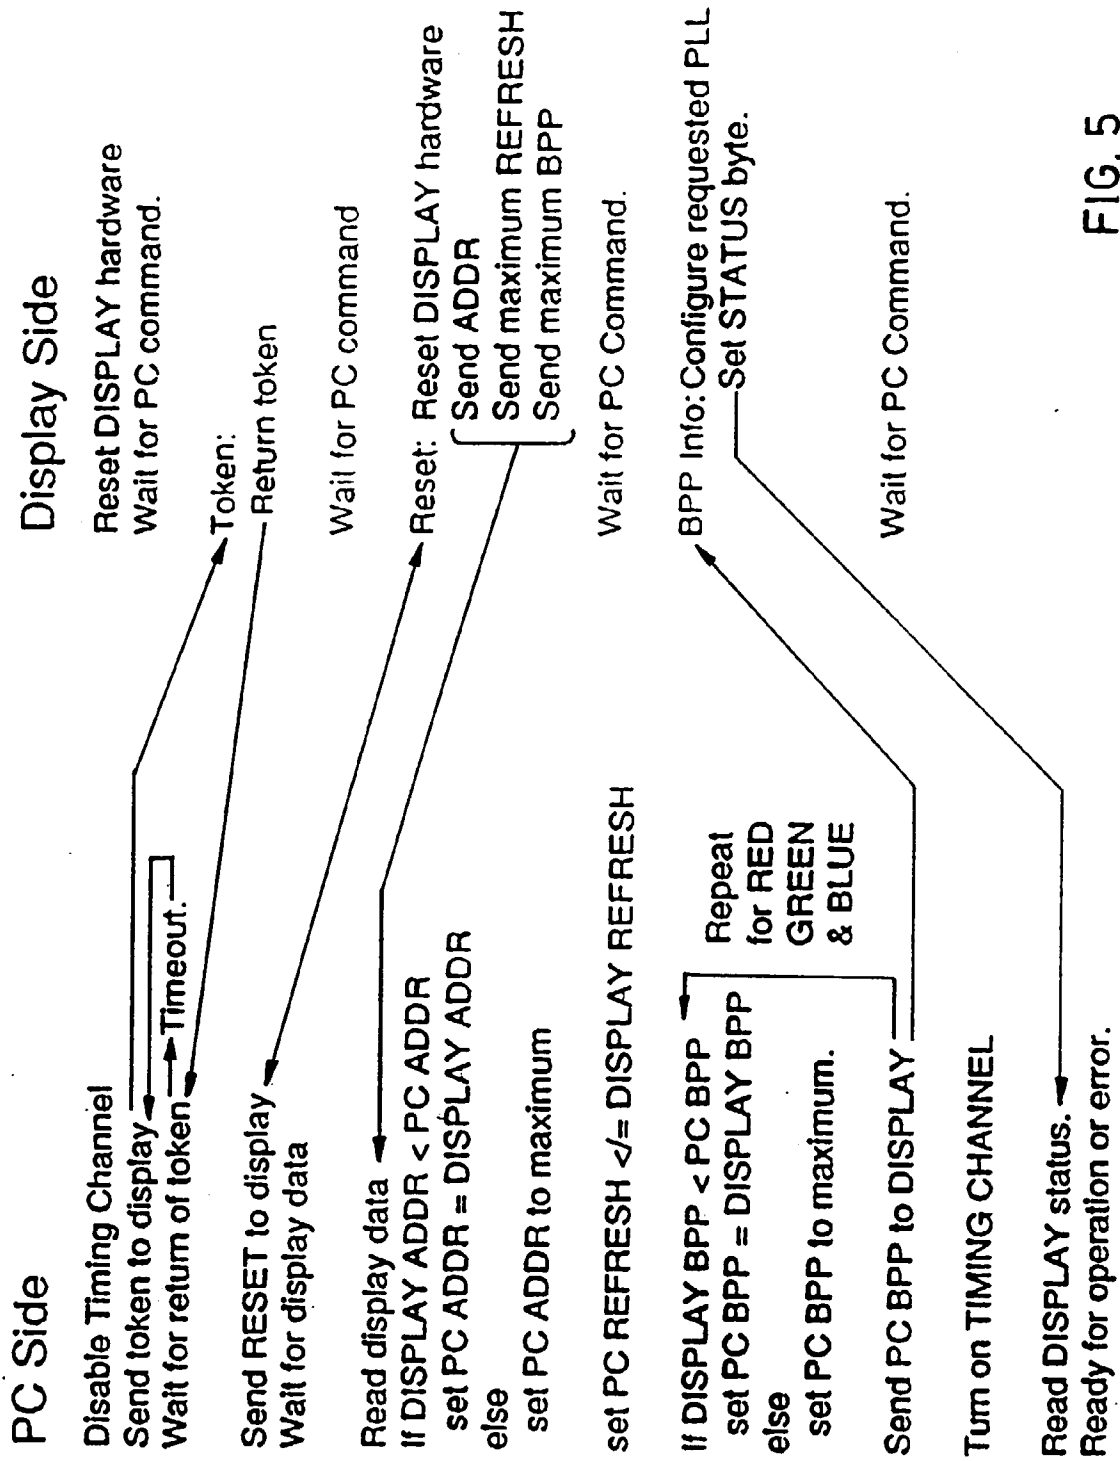 PC Side
Disable Timing Channel
Send token to display
Wait for return of token
Timeout.
Send RESET to display
Wait for display data
Read display data
If DISPLAY ADDR < PC ADDR
set PC ADDR = DISPLAY ADDR
else
set PC ADDR to maximum
set PC REFRESH </= DISPLAY REFRESH
If DISPLAY BPP < PC BPP
set PC BPP = DISPLAY BPP
else
set PC BPP to maximum.
Repeat
for RED
GREEN
& BLUE
Send PC BPP to DISPLAY
Turn on TIMING CHANNEL
Read DISPLAY status.
Ready for operation or error.
Display Side
Reset DISPLAY hardware
Wait for PC command.
Token:
Return token
Wait for PC command
Reset: Reset DISPLAY hardware
Send ADDR
Send maximum REFRESH
Send maximum BPP
Wait for PC Command.
BPP Info: Configure requested PLL
Set STATUS byte.
Wait for PC Command.
FIG. 5